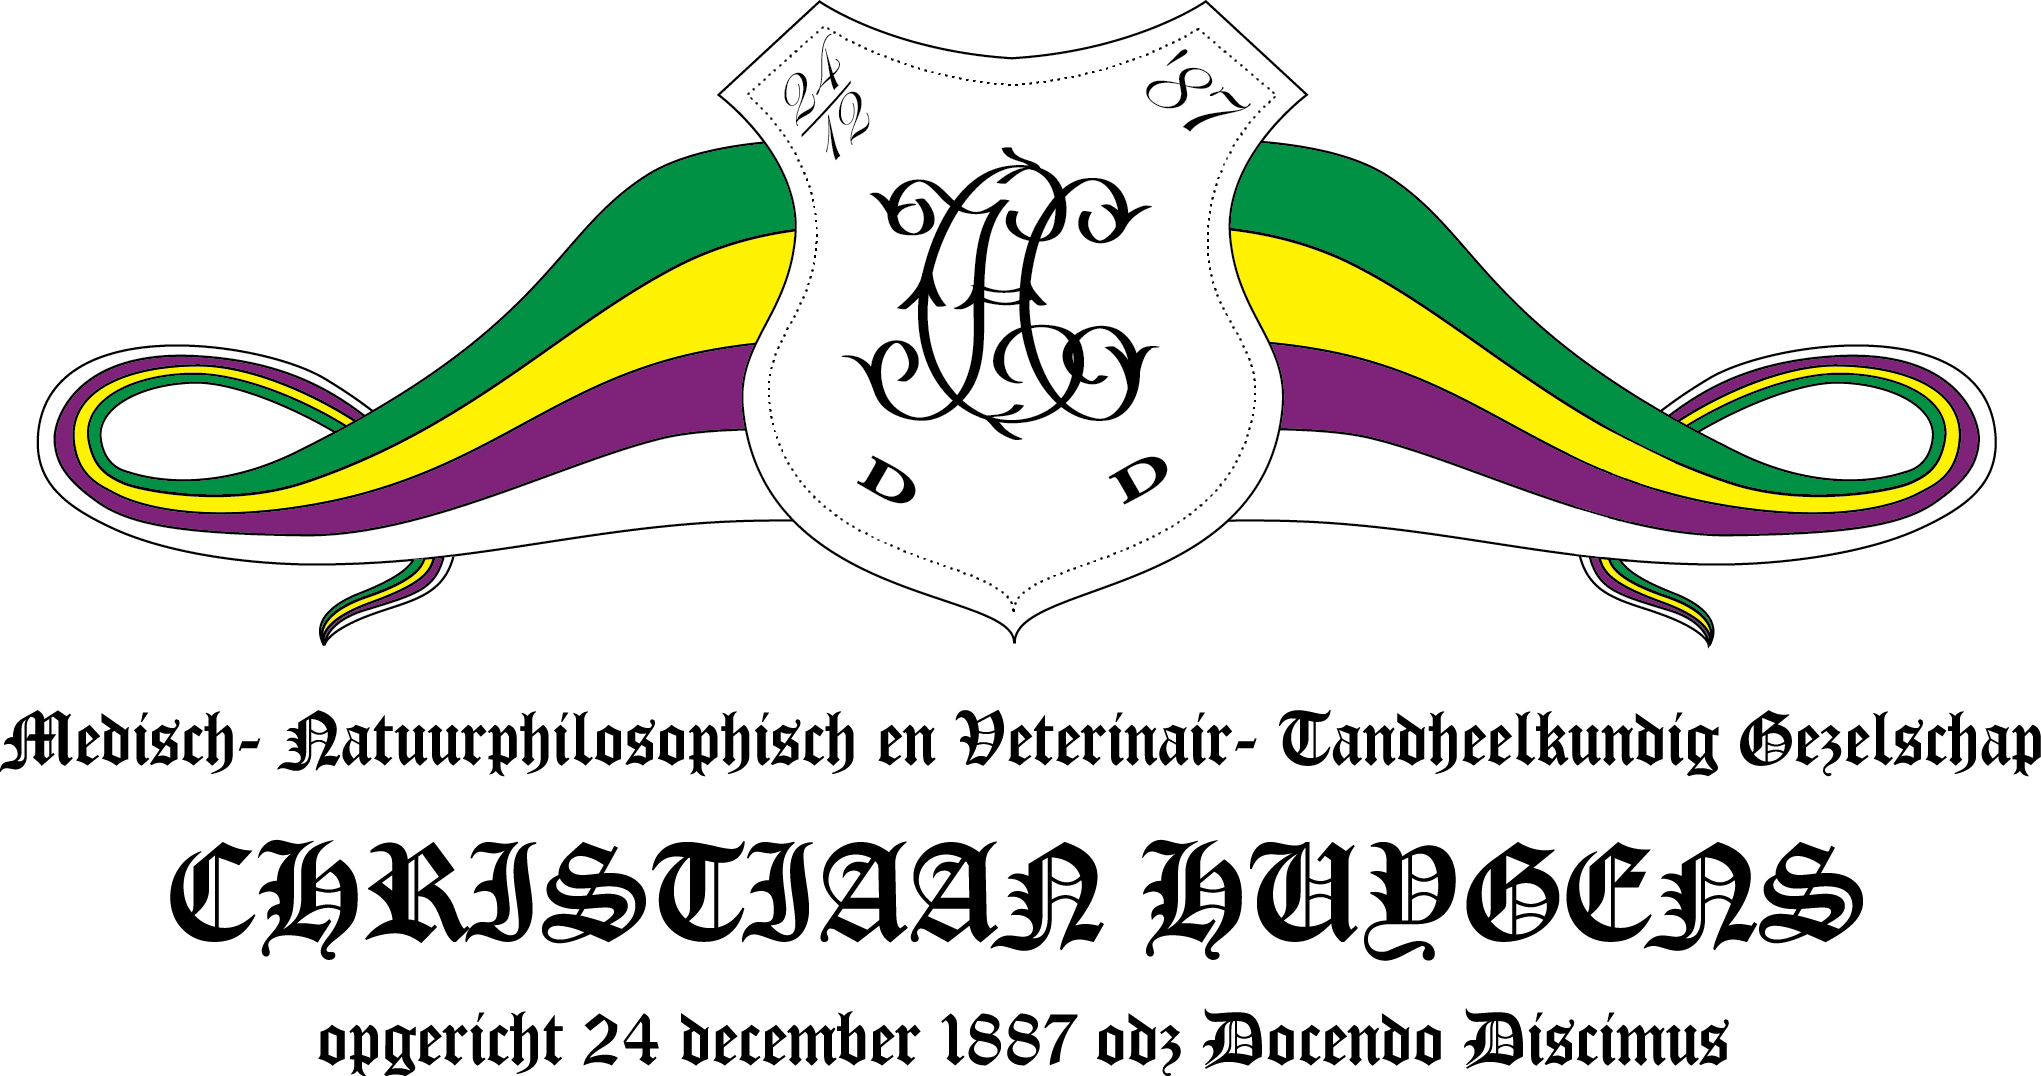 24/12 '87
CH
D D
Medisch- Natuurphilosophisch en Veterinair- Tandheelkundig Gezelschap
CHRISTIAAN HUYGENS
opgericht 24 december 1887 odz Docendo Discimus